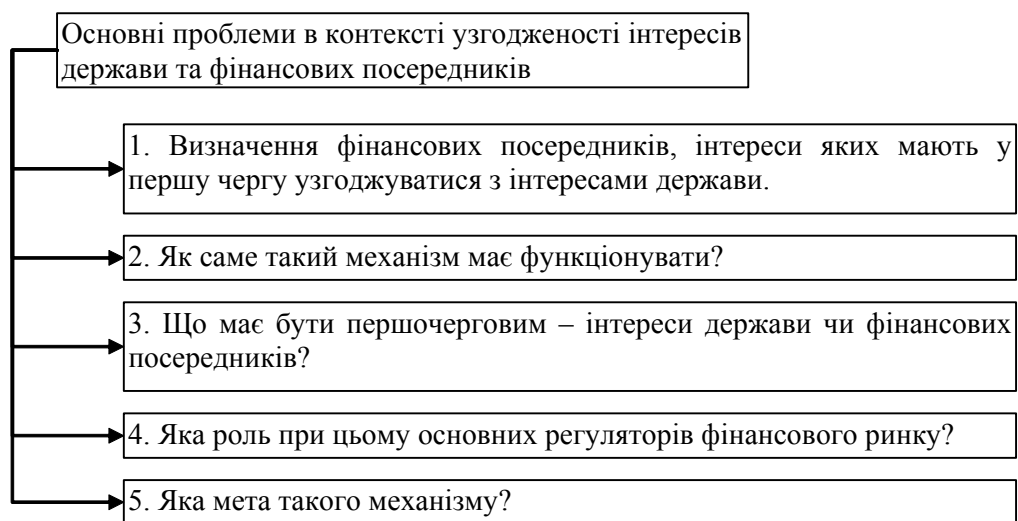 Основні проблеми в контексті узгодженості інтересів
держави та фінансових посередників
1. Визначення фінансових посередників, інтереси яких мають у
першу чергу узгоджуватися з інтересами держави.
2. Як саме такий механізм має функціонувати?
3. Що має бути першочерговим – інтереси держави чи фінансових
посередників?
4. Яка роль при цьому основних регуляторів фінансового ринку?
5. Яка мета такого механізму?